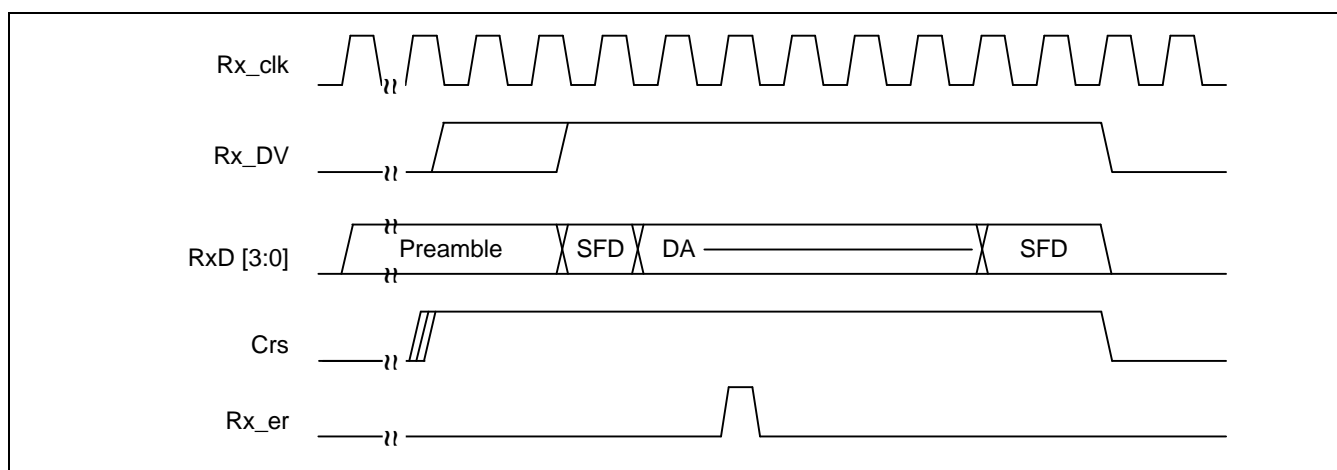 Rx_clk
Rx_DV
RxD [3:0] Preamble SFD DA SFD
Crs
Rx_er